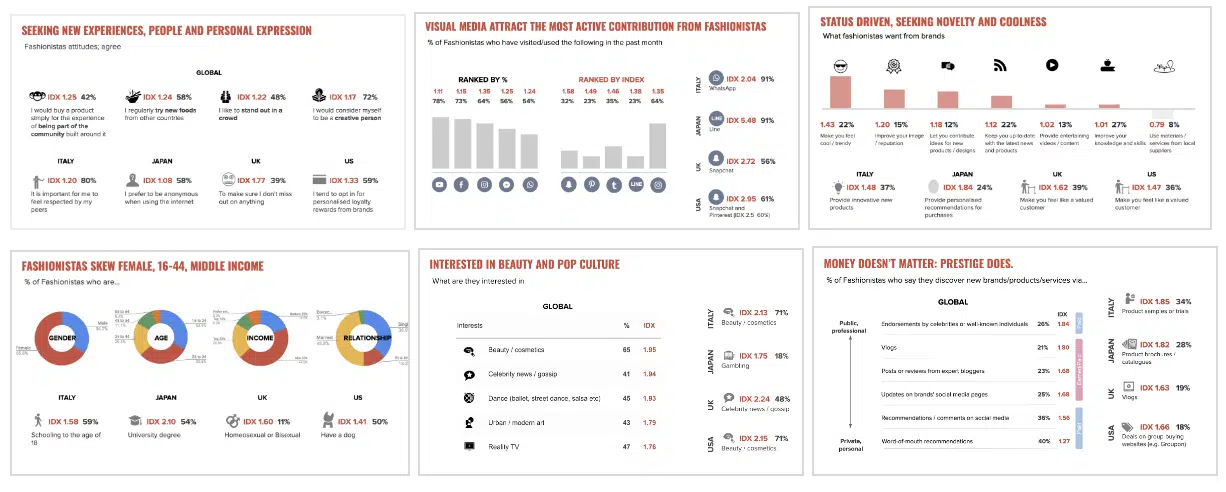 SEEKING NEW EXPERIENCES, PEOPLE AND PERSONAL EXPRESSION
Fashionistas attitudes; agree
GLOBAL
IDX 1.25 42%
I would buy a product
simply for the experience
of being part of the
community built around it
IDX 1.24 58%
I regularly try new foods
from other countries
IDX 1.22 48%
I like to stand out in a
crowd
IDX 1.17 72%
I would consider myself
to be a creative person
ITALY
IDX 1.20 80%
It is important for me to
feel respected by my
peers
JAPAN
IDX 1.08 58%
I prefer to be anonymous
when using the internet
UK
IDX 1.77 39%
To make sure I don't miss
out on anything
US
IDX 1.33 59%
I tend to opt in for
personalised loyalty
rewards from brands
VISUAL MEDIA ATTRACT THE MOST ACTIVE CONTRIBUTION FROM FASHIONISTAS
% of Fashionistas who have visited/used the following in the past month
RANKED BY %
1.11 1.15 1.35 1.25 1.24
78% 73% 64% 56% 54%
RANKED BY INDEX
1.58 1.49 1.46 1.38 1.35
32% 23% 35% 23% 64%
LINE
ITALY
IDX 2.04 91%
WhatsApp
JAPAN
LINE
IDX 5.48 91%
Line
UK
IDX 2.72 56%
Snapchat
USA
IDX 2.95 61%
Snapchat and
Pinterest (IDX 2.5 60%)
STATUS DRIVEN, SEEKING NOVELTY AND COOLNESS
What fashionistas want from brands
1.43 22%
Make you feel
cool / trendy
1.20 15%
Improve your image
/ reputation
1.18 12%
Let you contribute
ideas for new
products / designs
1.12 22%
Keep you up-to-date
with the latest news
and products
1.02 13%
Provide entertaining
videos / content
1.01 27%
Improve your
knowledge and skills
0.79 8%
Use materials /
services from local
suppliers
ITALY
IDX 1.48 37%
Provide innovative new
products
JAPAN
IDX 1.84 24%
Provide personalised
recommendations for
purchases
UK
IDX 1.62 39%
Make you feel like a valued
customer
US
IDX 1.47 36%
Make you feel like a valued
customer
FASHIONISTAS SKEW FEMALE, 16-44, MIDDLE INCOME
% of Fashionistas who are...
GENDER
Male
Female
AGE
INCOME
RELATIONSHIP
Married
ITALY
IDX 1.58 59%
Schooling to the age of
18
JAPAN
IDX 2.10 54%
University degree
UK
IDX 1.60 11%
Homosexual or Bisexual
US
IDX 1.41 50%
Have a dog
INTERESTED IN BEAUTY AND POP CULTURE
What are they interested in
GLOBAL
Interests % IDX
Beauty / cosmetics 65 1.95
Celebrity news / gossip 41 1.94
Dance (ballet, street dance, salsa etc) 45 1.93
Urban / modern art 43 1.79
Reality TV 47 1.76
ITALY
IDX 2.13 71%
Beauty / cosmetics
JAPAN
IDX 1.75 18%
Gambling
UK
IDX 2.24 48%
Celebrity news / gossip
USA
IDX 2.15 71%
Beauty / cosmetics
MONEY DOESN'T MATTER: PRESTIGE DOES.
% of Fashionistas who say they discover new brands/products/services via...
GLOBAL
IDX
Public,
professional
Endorsements by celebrities or well-known individuals 26% 1.84
Vlogs 21% 1.80
Posts or reviews from expert bloggers 23% 1.68
Updates on brands' social media pages 25% 1.68
Recommendations / comments on social media 36% 1.56
Word-of-mouth recommendations 40% 1.27
Private,
personal
ITALY
IDX 1.85 34%
Product samples or trials
JAPAN
IDX 1.82 28%
Product brochures /
catalogues
UK
IDX 1.63 19%
Vlogs
USA
IDX 1.66 18%
Deals on group-buying
websites (e.g. Groupon)